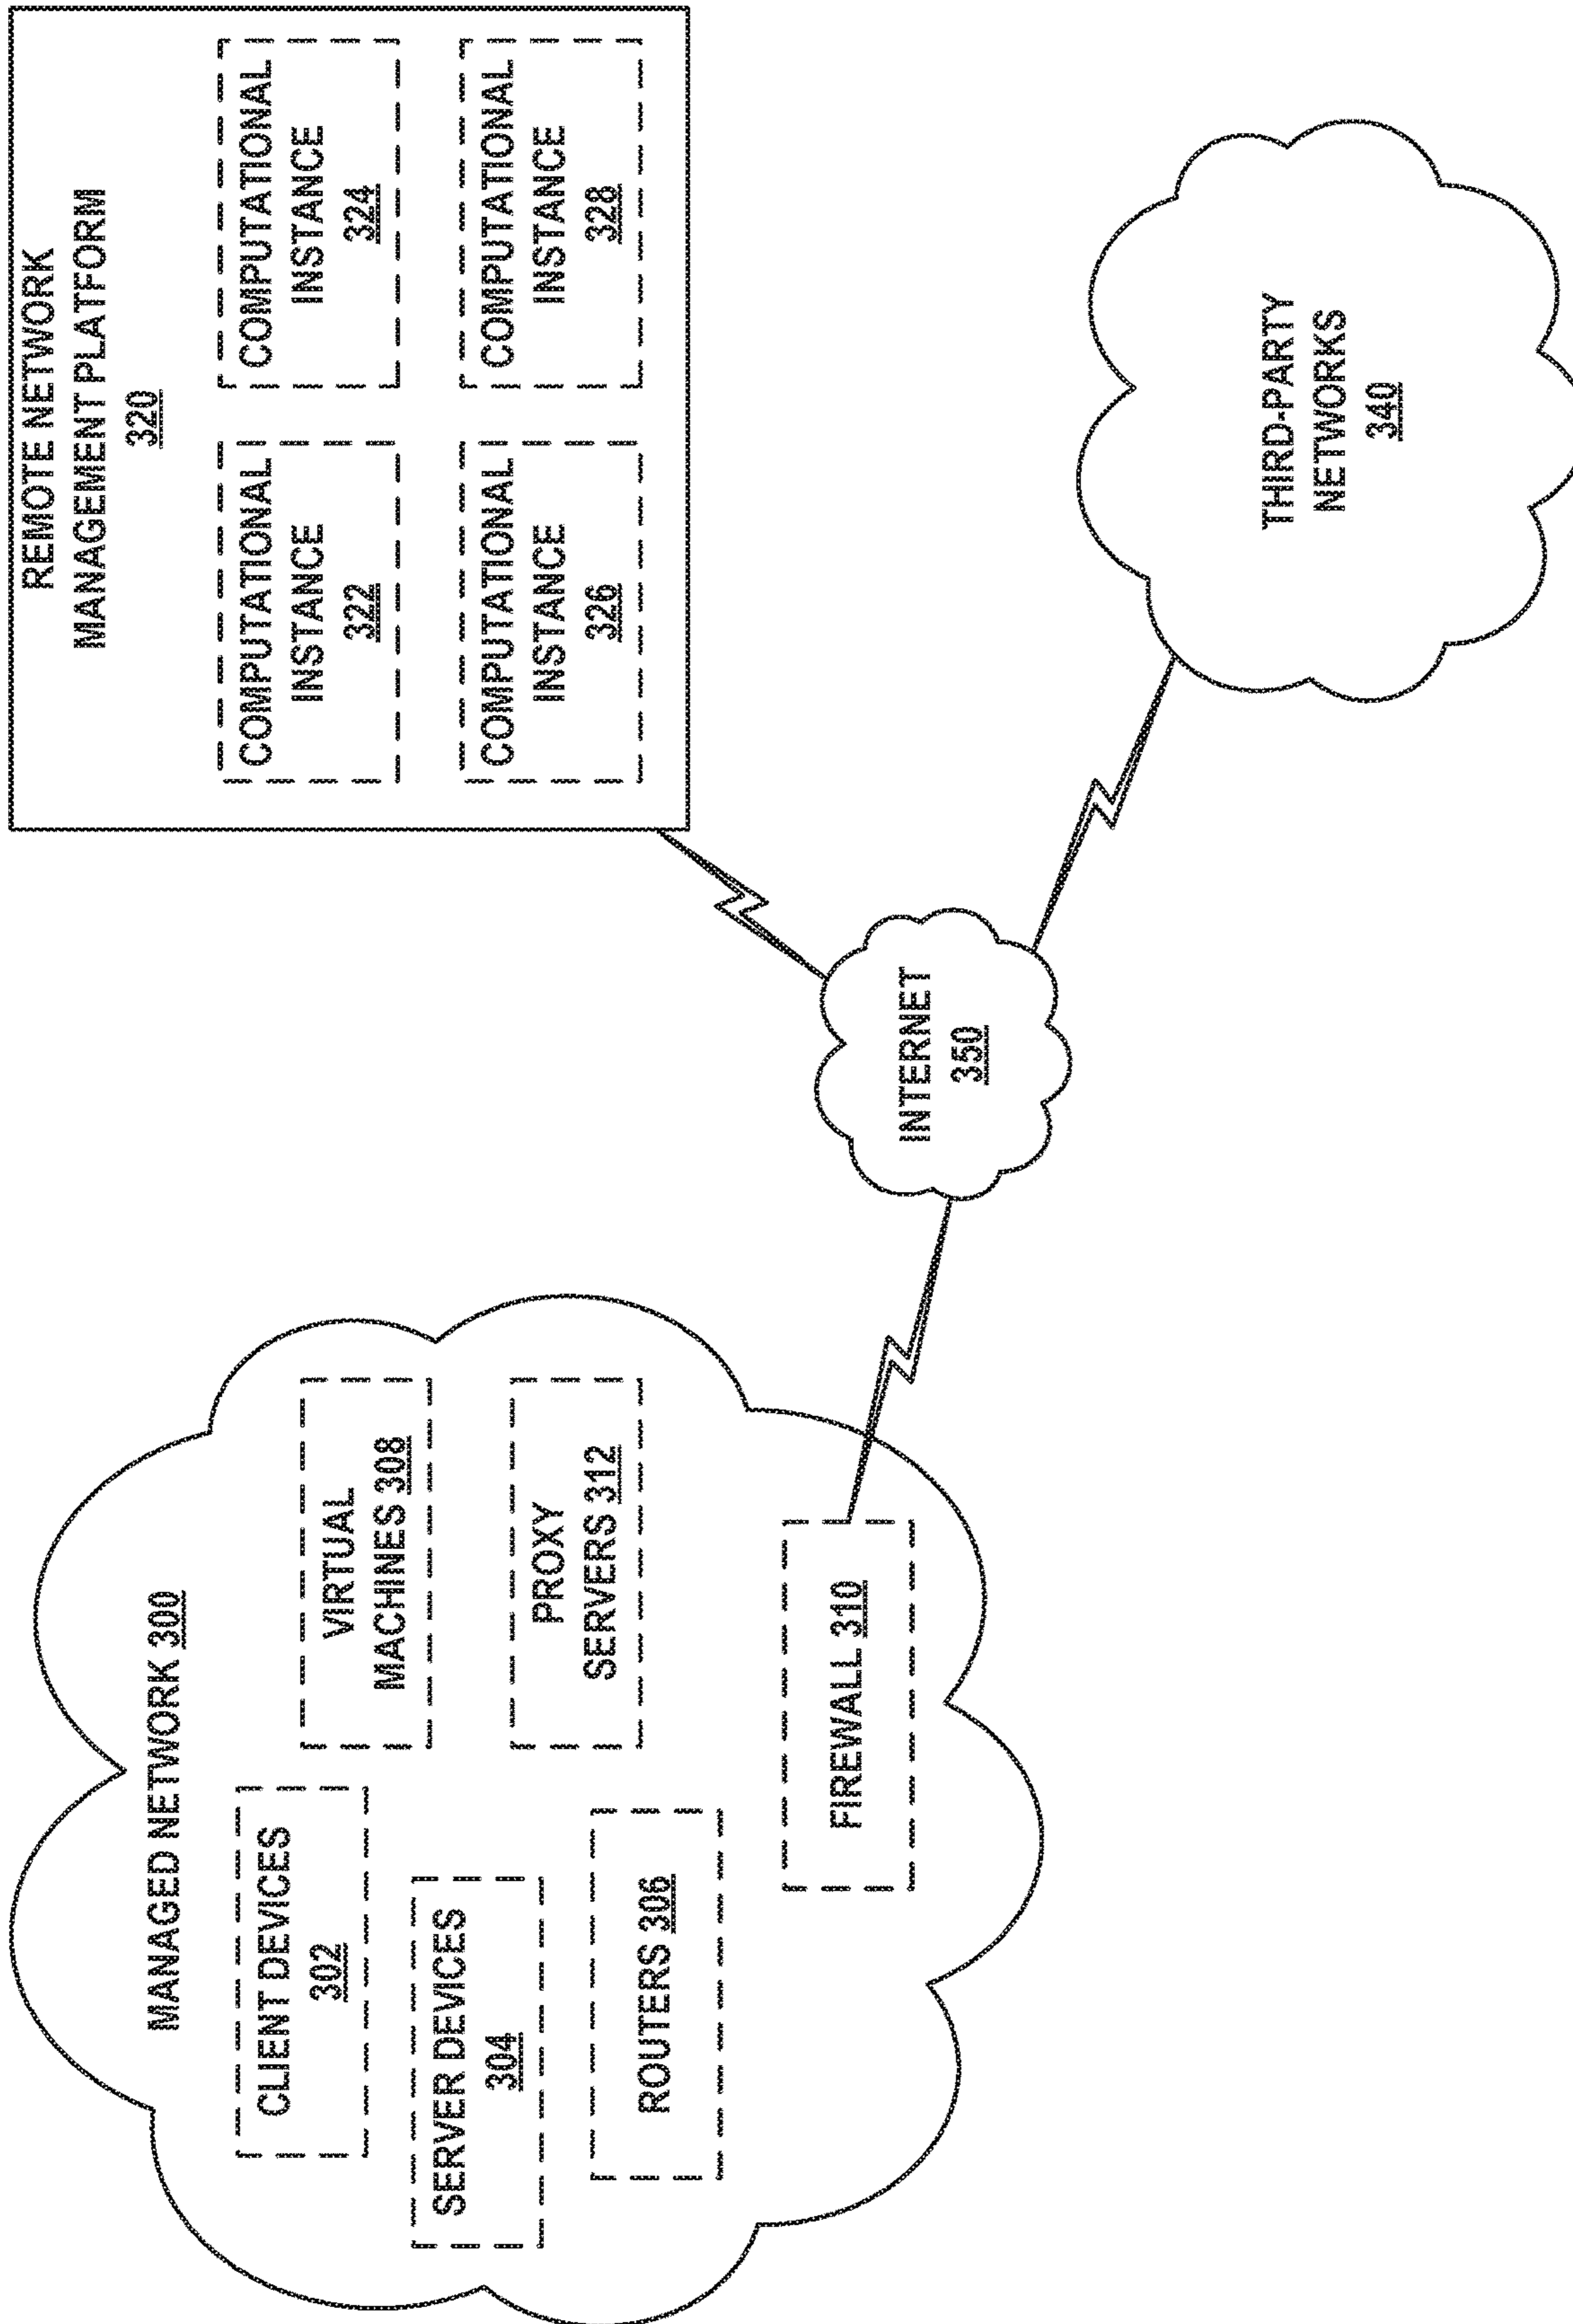 MANAGED NETWORK 300
CLIENT DEVICES
302
SERVER DEVICES
304
ROUTERS 306
VIRTUAL
MACHINES 308
PROXY
SERVERS 312
FIREWALL 310
INTERNET
350
REMOTE NETWORK
MANAGEMENT PLATFORM
320
COMPUTATIONAL
INSTANCE
322
COMPUTATIONAL
INSTANCE
324
COMPUTATIONAL
INSTANCE
326
COMPUTATIONAL
INSTANCE
328
THIRD-PARTY
NETWORKS
340